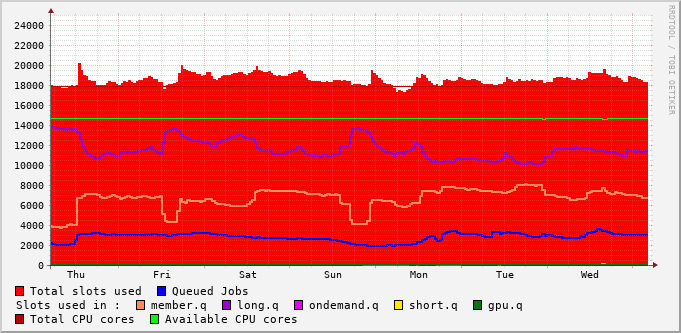 RRDTOOL / TOBI OETIKER
24000
22000
20000
18000
16000
14000
12000
10000
8000
6000
4000
2000
0
Thu Fri Sat Sun Mon Tue Wed
Total slots used Queued Jobs
Slots used in : member.q long.q ondemand.q short.q gpu.q
Total CPU cores Available CPU cores